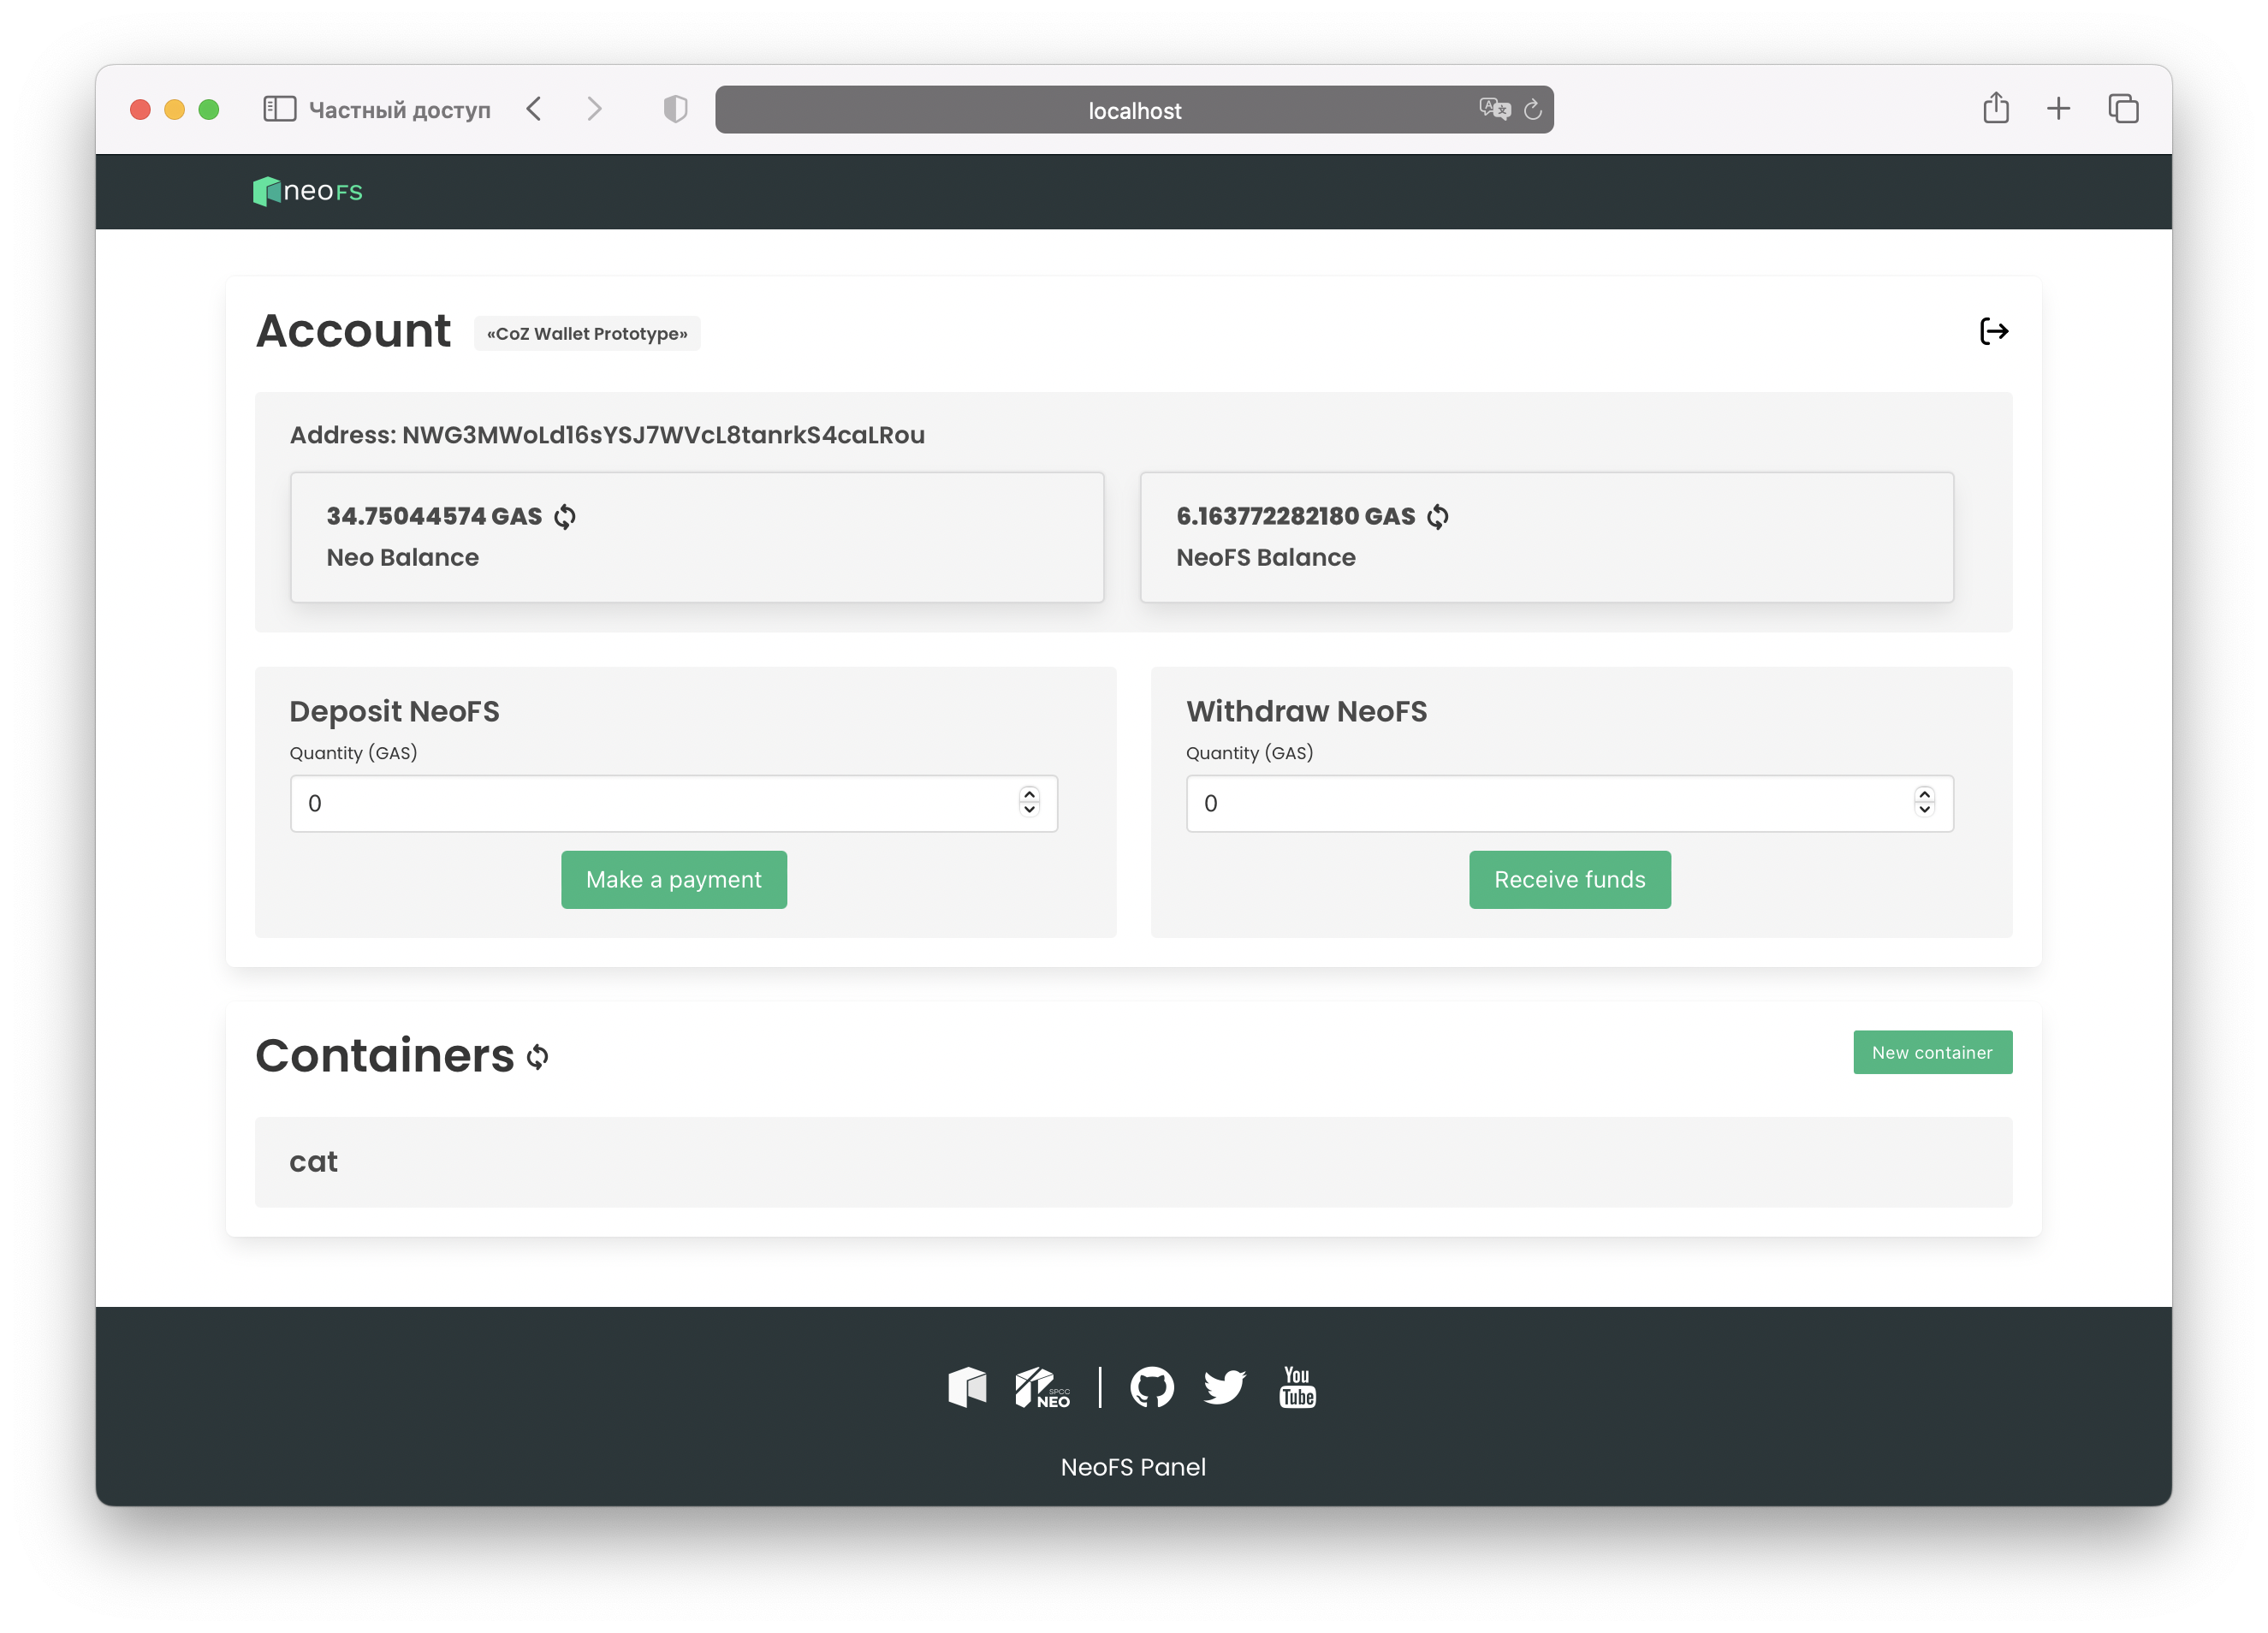 Частный доступ
localhost
neo FS
Account
«CoZ Wallet Prototype»
Address: NWG3MWoLd16sYSJ7WVcL8tanrkS4caLRou
34.75044574 GAS
Neo Balance
6.163772282180 GAS
NeoFS Balance
Deposit NeoFS
Quantity (GAS)
0
Make a payment
Withdraw NeoFS
Quantity (GAS)
0
Receive funds
Containers
New container
cat
SPCC
NEO
You
Tube
NeoFS Panel